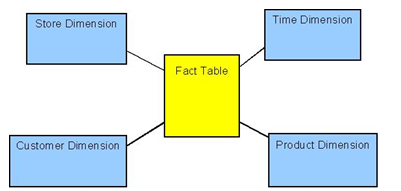 Store Dimension
Time Dimension
Fact Table
Customer Dimension
Product Dimension